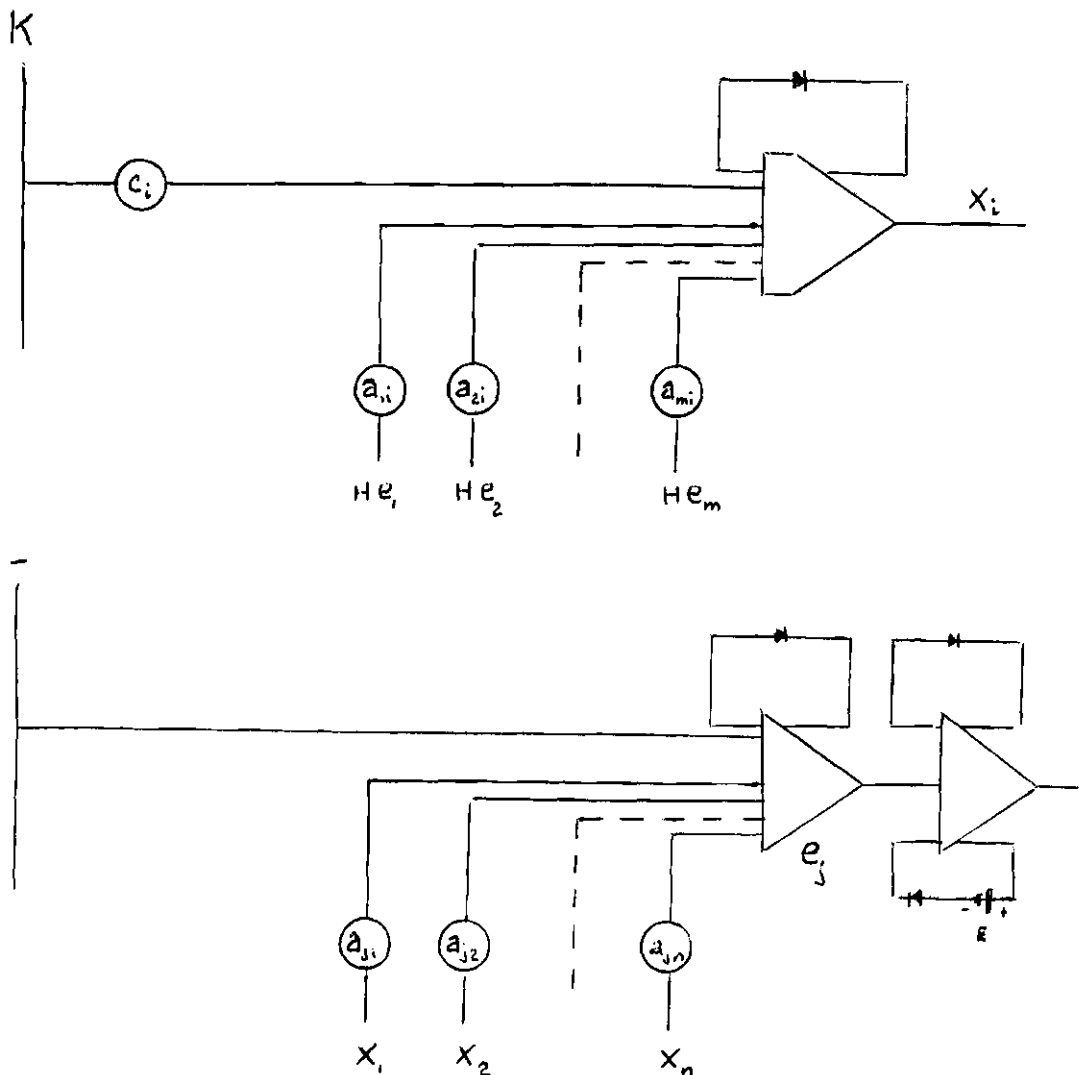 K
c_i
x_i
a_1i a_2i a_mi
He_1 He_2 He_m
-
e_j
- +
E
a_j1 a_j2 a_jn
x_1 x_2 x_n